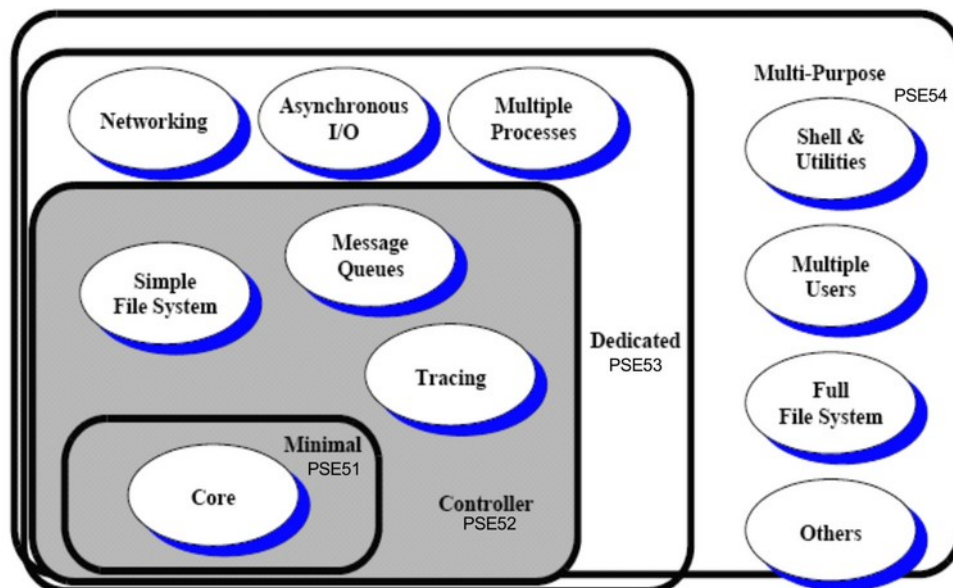 Multi-Purpose
PSE54
Networking
Asynchronous
I/O
Multiple
Processes
Shell &
Utilities
Message
Queues
Simple
File System
Multiple
Users
Dedicated
PSE53
Tracing
Full
File System
Minimal
PSE51
Core
Controller
PSE52
Others